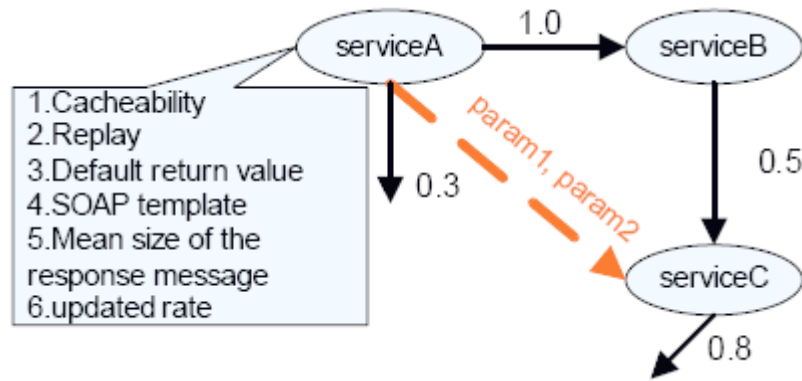 serviceA
1.0
serviceB
1.Cacheability
2.Replay
3.Default return value
4.SOAP template
5.Mean size of the
response message
6.updated rate
0.3
param1, param2
0.5
serviceC
0.8